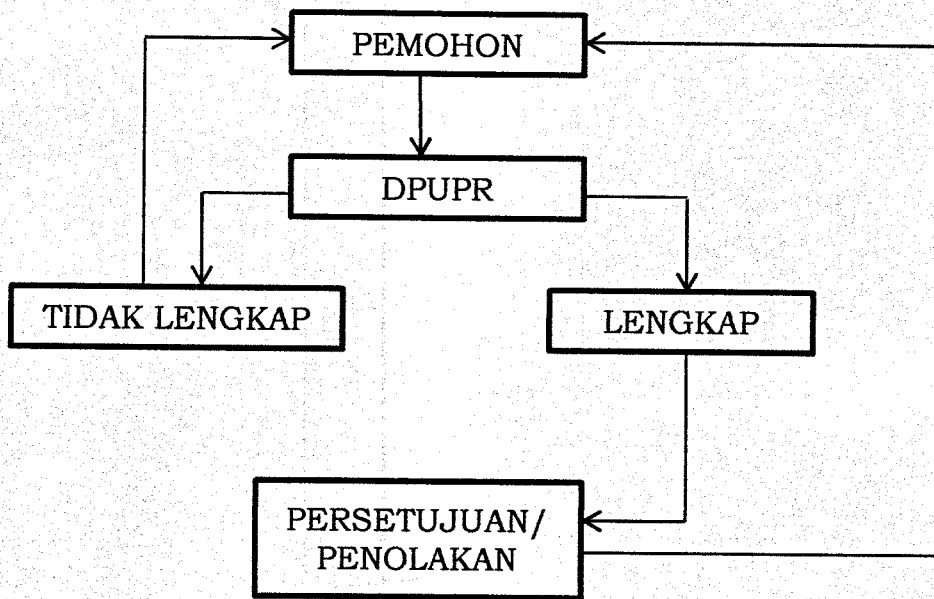 PEMOHON
DPUPR
TIDAK LENGKAP
LENGKAP
PERSETUJUAN/
PENOLAKAN